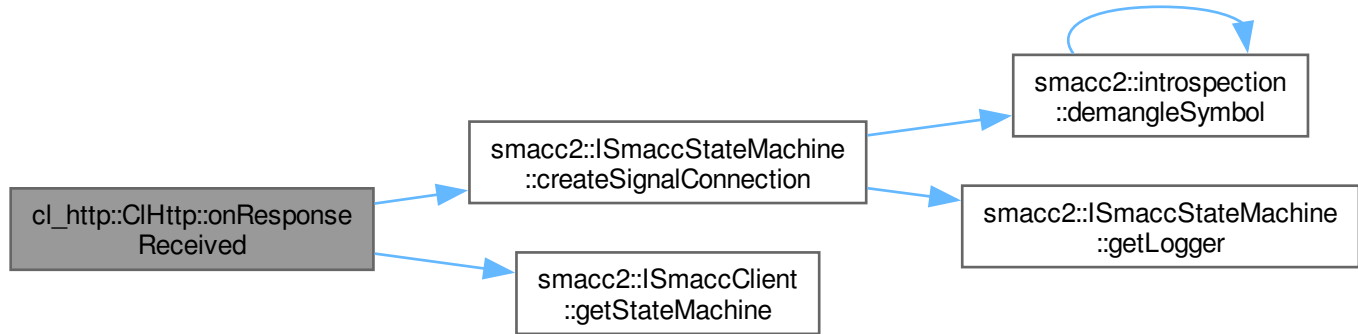 cl_http::ClHttp::onResponse
Received
smacc2::ISmaccStateMachine
::createSignalConnection
smacc2::ISmaccClient
::getStateMachine
smacc2::introspection
::demangleSymbol
smacc2::ISmaccStateMachine
::getLogger